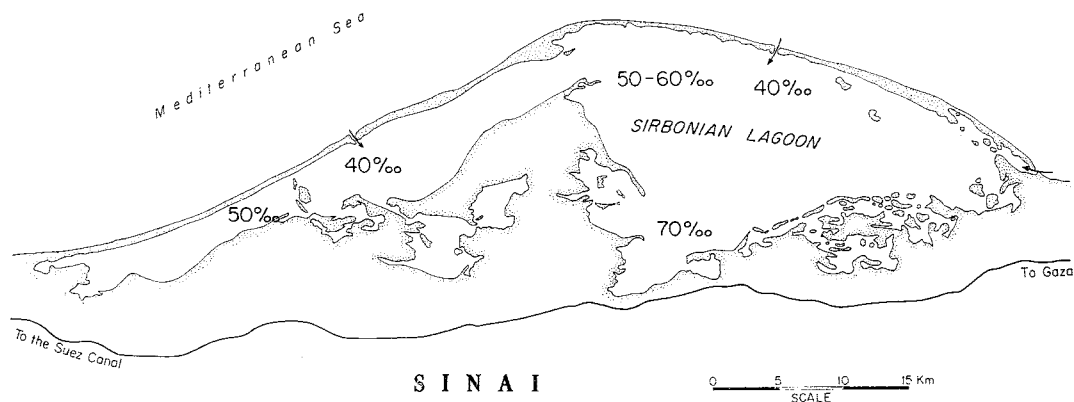 Mediterranean Sea
50-60‰
40‰
SIRBONIAN LAGOON
40‰
50‰
70‰
To Gaza
To the Suez Canal
SINAI
0 5 10 15 Km
SCALE